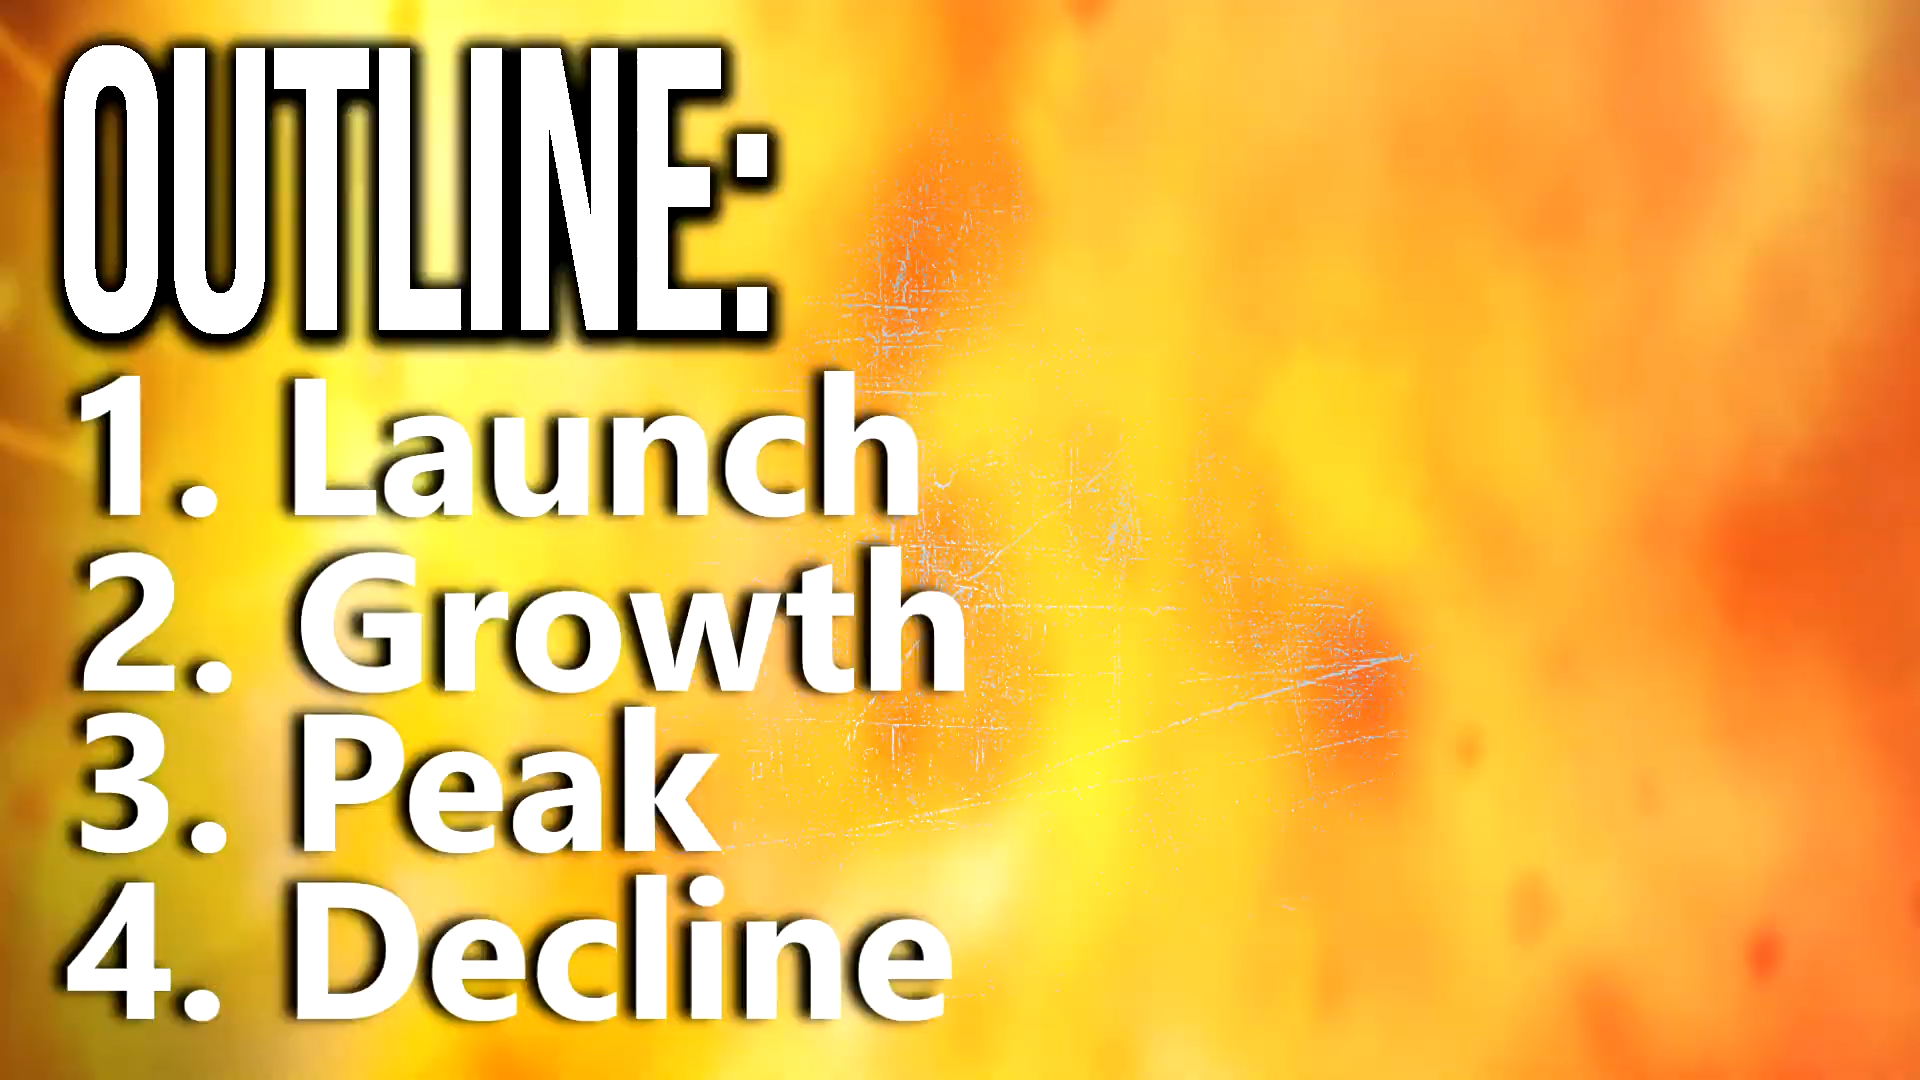 OUTLINE:
1. Launch
2. Growth
3. Peak
4. Decline